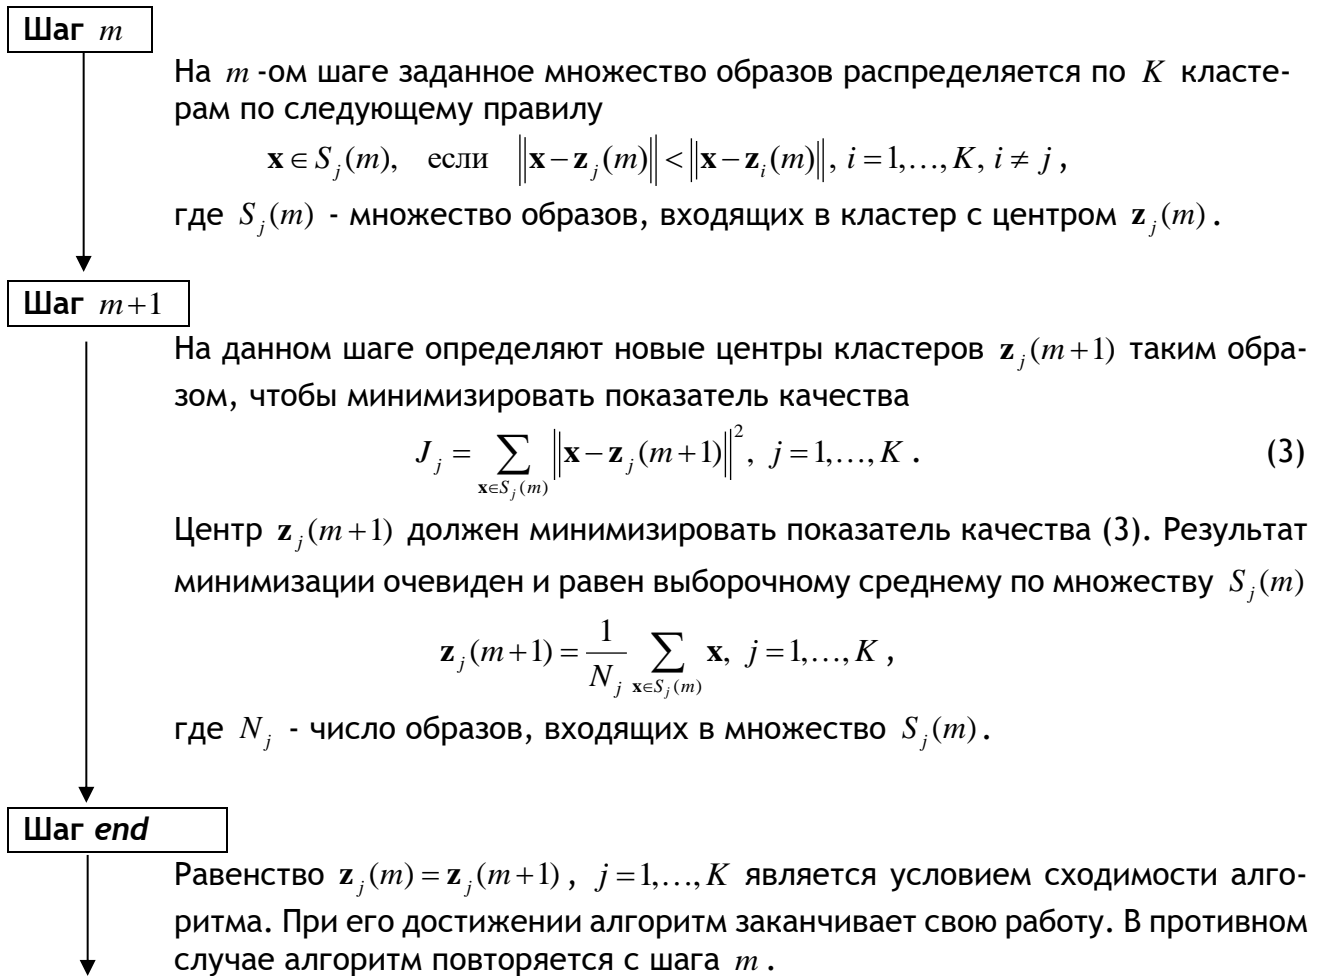 Шаг m
На m -ом шаге заданное множество образов распределяется по K класте-
рам по следующему правилу
x ∈ S_j(m), если ‖x − z_j(m)‖ < ‖x − z_i(m)‖, i = 1,…, K, i ≠ j ,
где S_j(m) - множество образов, входящих в кластер с центром z_j(m) .
Шаг m+1
На данном шаге определяют новые центры кластеров z_j(m+1) таким обра-
зом, чтобы минимизировать показатель качества
J_j = ∑_{x∈S_j(m)} ‖x − z_j(m+1)‖², j = 1,…, K . (3)
Центр z_j(m+1) должен минимизировать показатель качества (3). Результат
минимизации очевиден и равен выборочному среднему по множеству S_j(m)
z_j(m+1) = 1/N_j ∑_{x∈S_j(m)} x, j = 1,…, K ,
где N_j - число образов, входящих в множество S_j(m) .
Шаг end
Равенство z_j(m) = z_j(m+1) , j = 1,…, K является условием сходимости алго-
ритма. При его достижении алгоритм заканчивает свою работу. В противном
случае алгоритм повторяется с шага m .